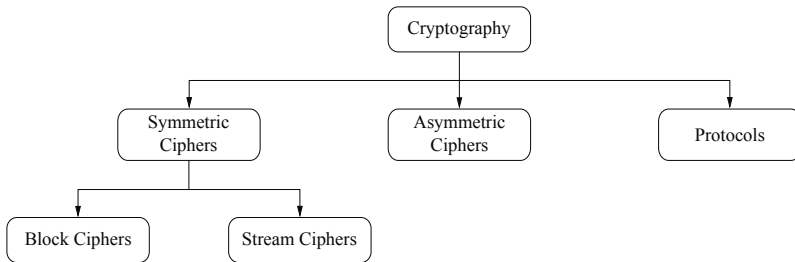 Cryptography
Symmetric
Ciphers
Asymmetric
Ciphers
Protocols
Block Ciphers
Stream Ciphers